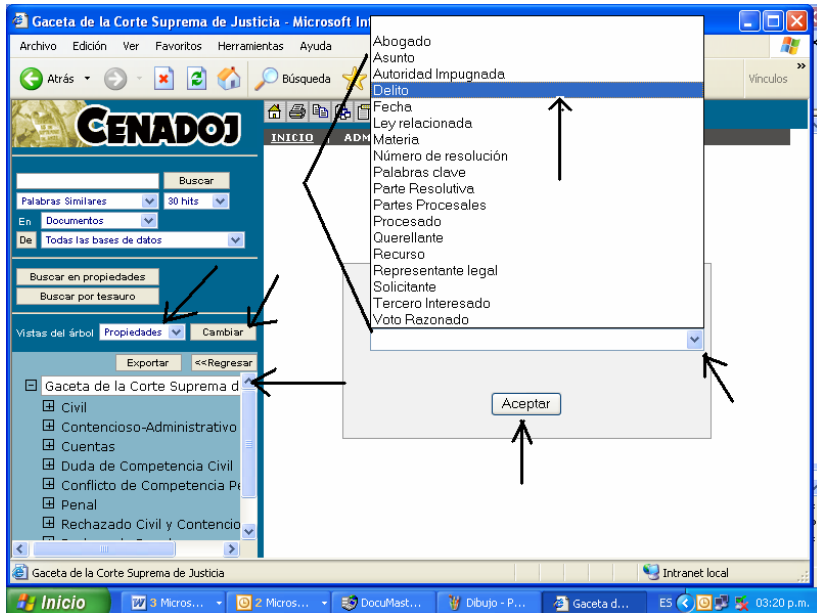 Gaceta de la Corte Suprema de Justicia - Microsoft In
Archivo Edición Ver Favoritos Herramientas Ayuda
Atrás Búsqueda Vínculos »
CENADOJ
INICIO ADM
Buscar
Palabras Similares 30 hits
En Documentos
De Todas las bases de datos
Buscar en propiedades
Buscar por tesauro
Vistas del árbol Propiedades Cambiar
Exportar <<Regresar
Gaceta de la Corte Suprema d
Civil
Contencioso-Administrativo
Cuentas
Duda de Competencia Civil
Conflicto de Competencia Pe
Penal
Rechazado Civil y Contencio
Abogado
Asunto
Autoridad Impugnada
Delito
Fecha
Ley relacionada
Materia
Número de resolución
Palabras clave
Parte Resolutiva
Partes Procesales
Procesado
Querellante
Recurso
Representante legal
Solicitante
Tercero Interesado
Voto Razonado
Aceptar
Gaceta de la Corte Suprema de Justicia Intranet local
Inicio 3 Micros... 2 Micros... DocuMast... Dibujo - P... Gaceta d... ES 03:20 p.m.